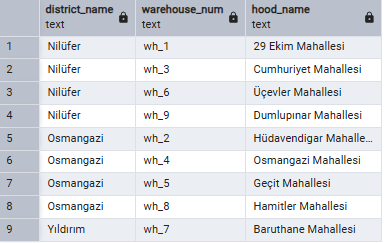 district_name warehouse_num hood_name
text text text
1 Nilüfer wh_1 29 Ekim Mahallesi
2 Nilüfer wh_3 Cumhuriyet Mahallesi
3 Nilüfer wh_6 Üçevler Mahallesi
4 Nilüfer wh_9 Dumlupınar Mahallesi
5 Osmangazi wh_2 Hüdavendigar Mahalle...
6 Osmangazi wh_4 Osmangazi Mahallesi
7 Osmangazi wh_5 Geçit Mahallesi
8 Osmangazi wh_8 Hamitler Mahallesi
9 Yıldırım wh_7 Baruthane Mahallesi